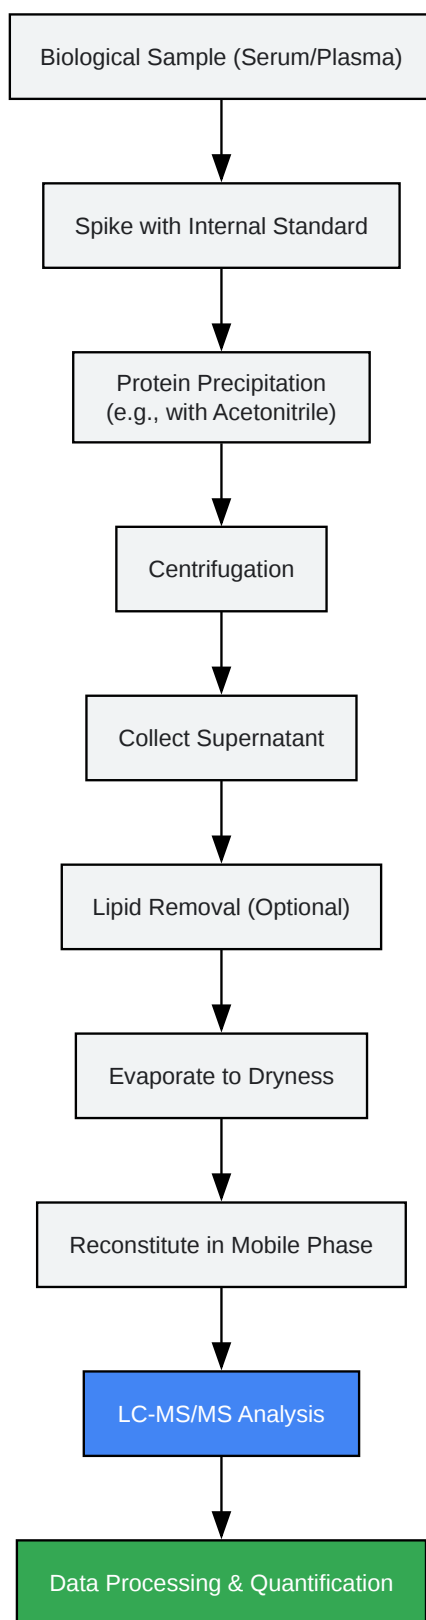 Biological Sample (Serum/Plasma)
Spike with Internal Standard
Protein Precipitation
(e.g., with Acetonitrile)
Centrifugation
Collect Supernatant
Lipid Removal (Optional)
Evaporate to Dryness
Reconstitute in Mobile Phase
LC-MS/MS Analysis
Data Processing & Quantification